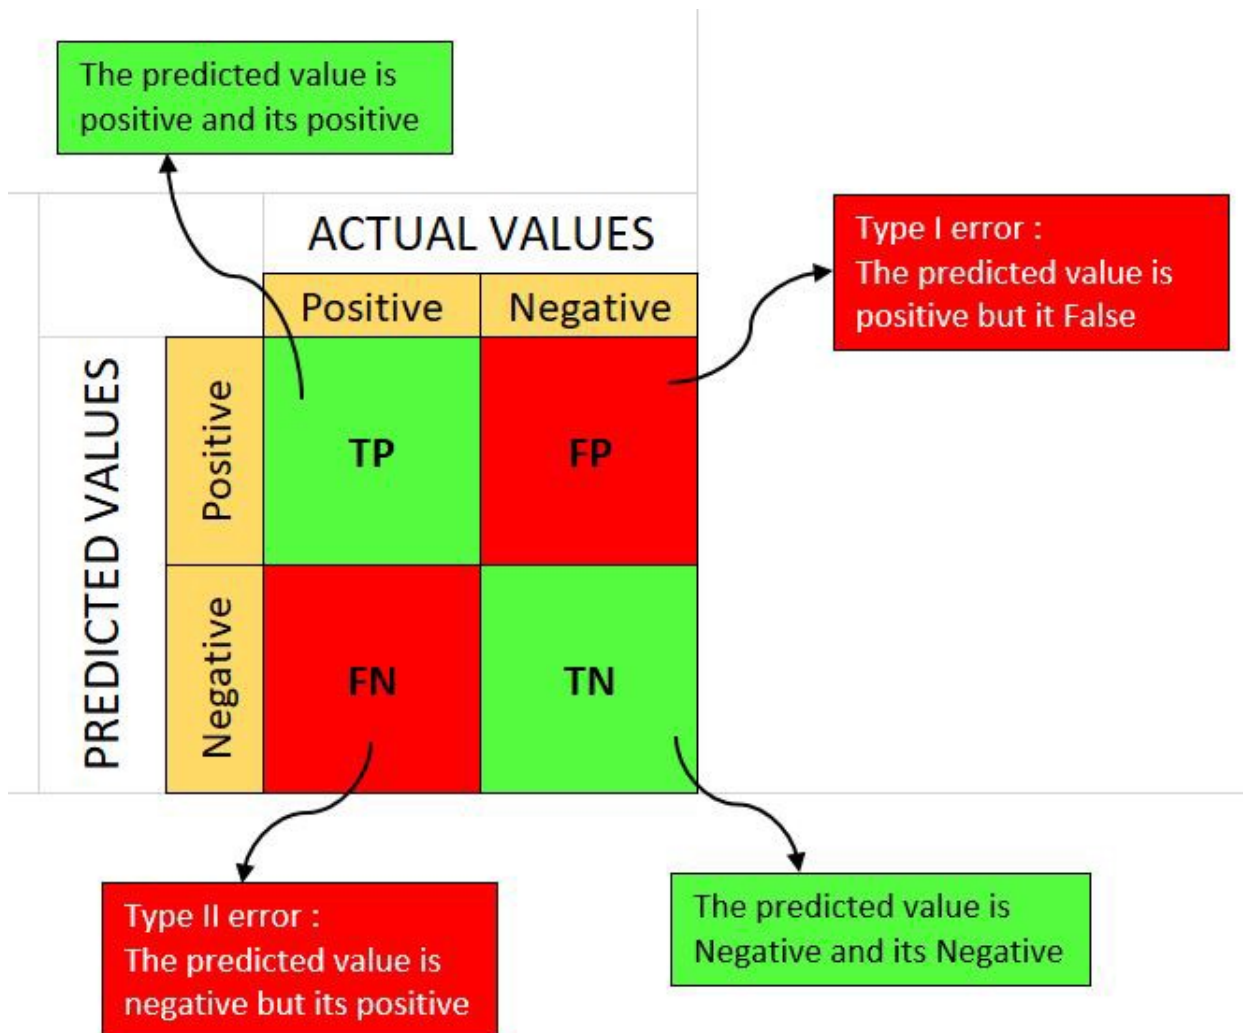 The predicted value is
positive and its positive
Type I error :
The predicted value is
positive but it False
ACTUAL VALUES
Positive
Negative
PREDICTED VALUES
Positive
TP
FP
Negative
FN
TN
Type II error :
The predicted value is
negative but its positive
The predicted value is
Negative and its Negative